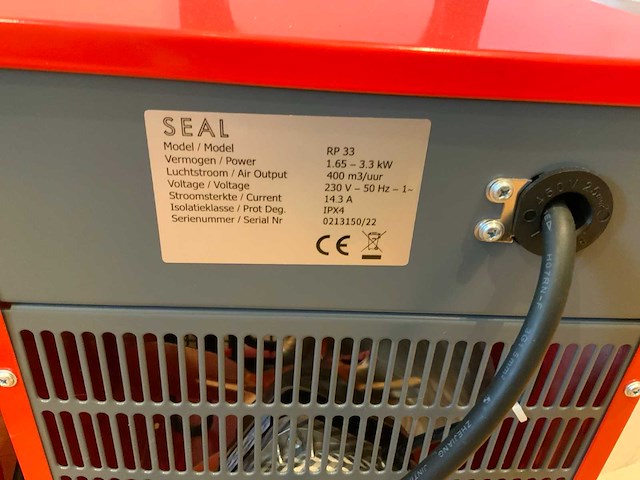 SEAL
Model / Model RP 33
Vermogen / Power 1.65 – 3.3 kW
Luchtstroom / Air Output 400 m3/uur
Voltage / Voltage 230 V – 50 Hz – 1~
Stroomsterkte / Current 14.3 A
Isolatieklasse / Prot Deg. IPX4
Serienummer / Serial Nr 0213150/22
CE
H07RN-F
ZHEJIANG